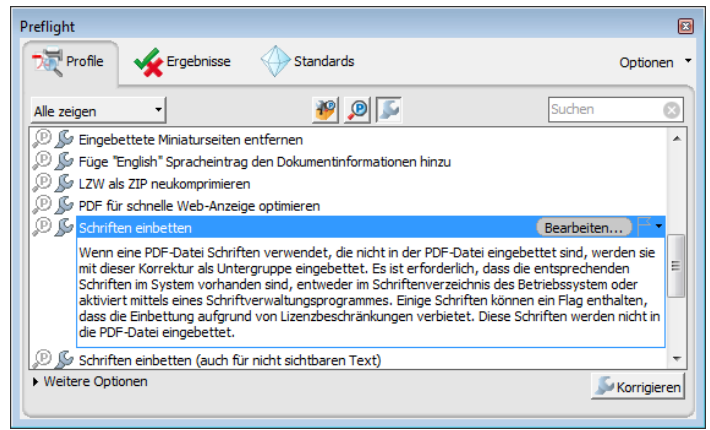 Preflight
Profile
Ergebnisse
Standards
Optionen
Alle zeigen
Suchen
Eingebettete Miniaturseiten entfernen
Füge "English" Spracheintrag den Dokumentinformationen hinzu
LZW als ZIP neukomprimieren
PDF für schnelle Web-Anzeige optimieren
Schriften einbetten
Bearbeiten...
Wenn eine PDF-Datei Schriften verwendet, die nicht in der PDF-Datei eingebettet sind, werden sie
mit dieser Korrektur als Untergruppe eingebettet. Es ist erforderlich, dass die entsprechenden
Schriften im System vorhanden sind, entweder im Schriftenverzeichnis des Betriebssystem oder
aktiviert mittels eines Schriftverwaltungsprogrammes. Einige Schriften können ein Flag enthalten,
dass die Einbettung aufgrund von Lizenzbeschränkungen verbietet. Diese Schriften werden nicht in
die PDF-Datei eingebettet.
Schriften einbetten (auch für nicht sichtbaren Text)
Weitere Optionen
Korrigieren